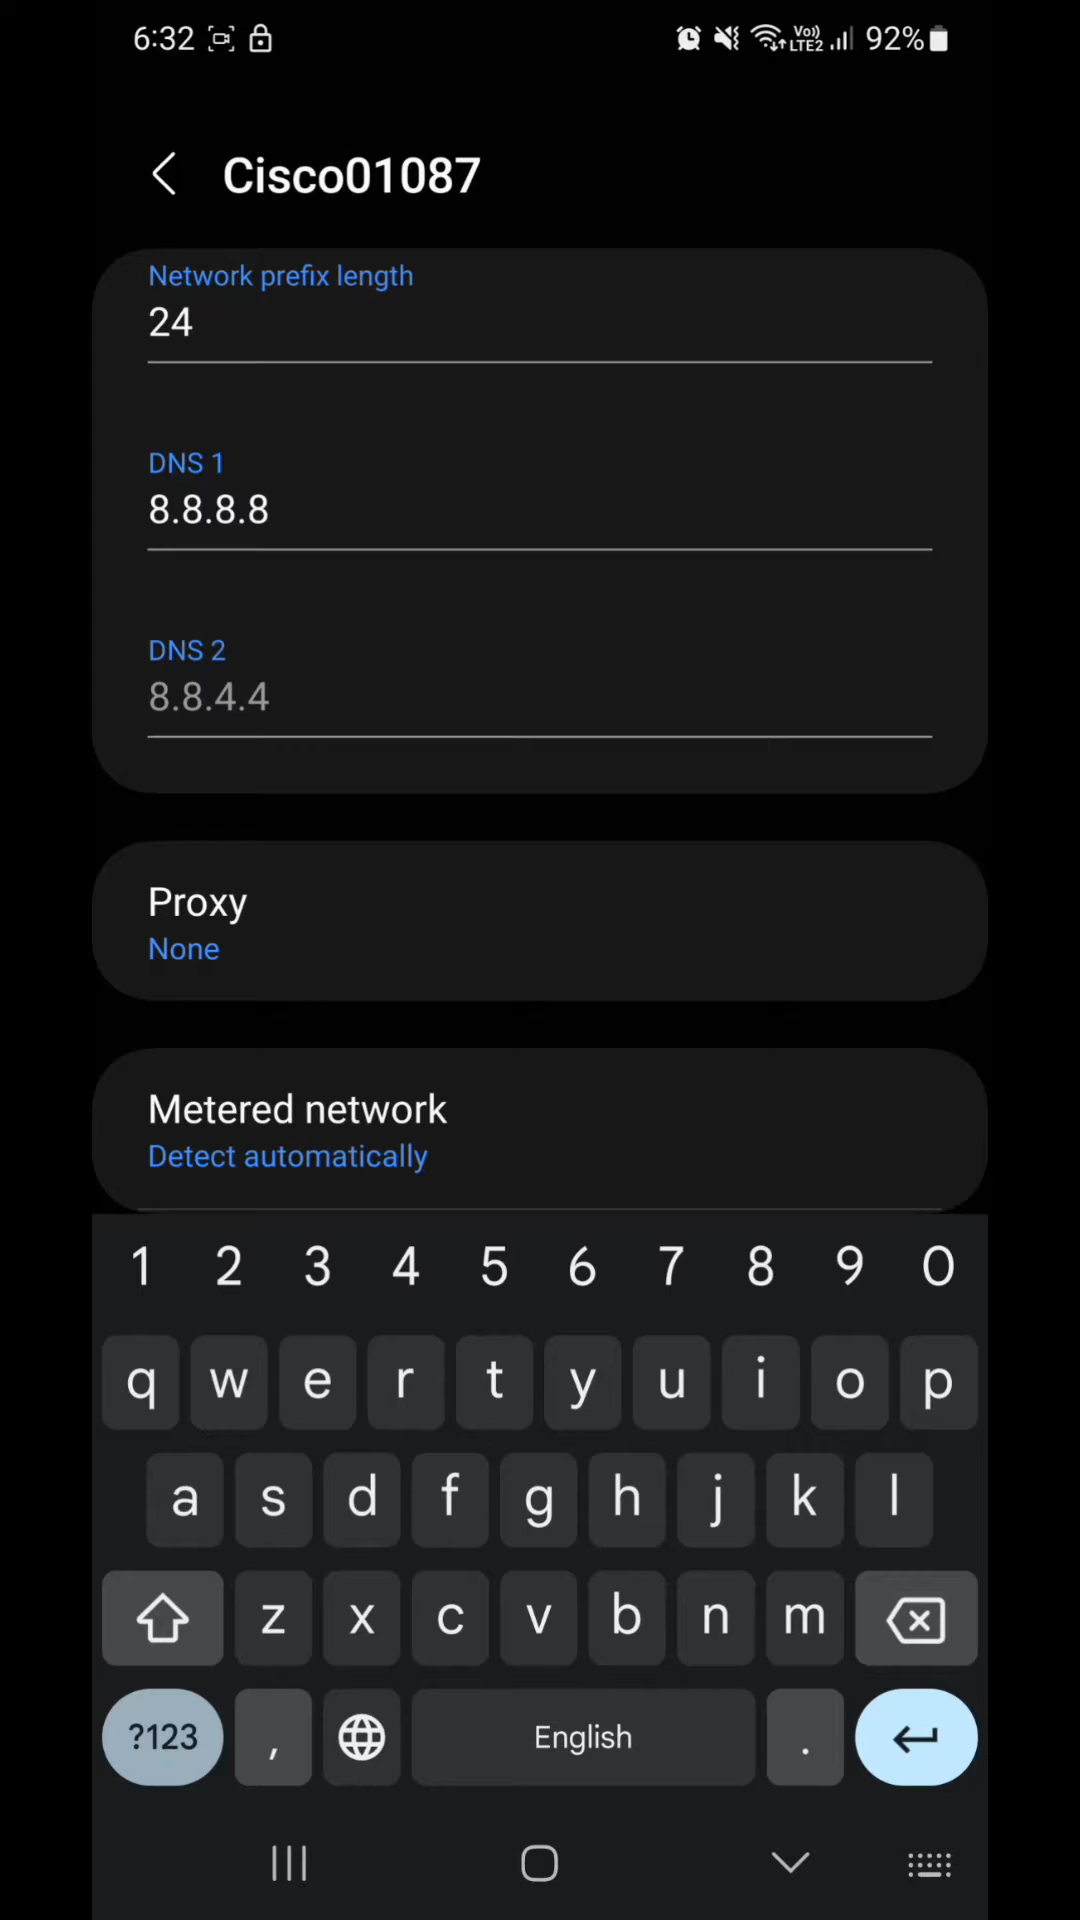 6:32 Vo)) LTE2 92%
Cisco01087
Network prefix length
24
DNS 1
8.8.8.8
DNS 2
8.8.4.4
Proxy
None
Metered network
Detect automatically
1 2 3 4 5 6 7 8 9 0
q w e r t y u i o p
a s d f g h j k l
z x c v b n m
?123 , English .